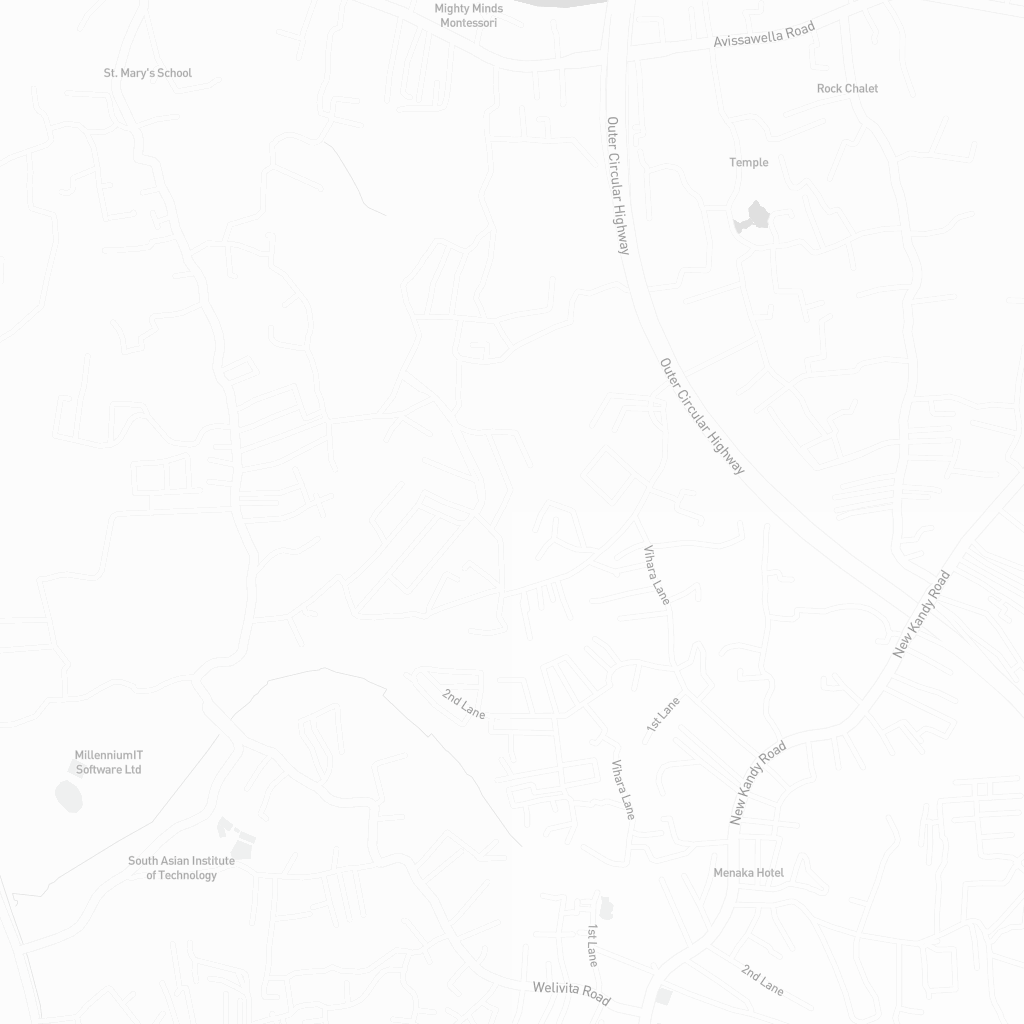 Mighty Minds
Montessori
Avissawella Road
St. Mary's School
Rock Chalet
Outer Circular Highway
Temple
Outer Circular Highway
Vihara Lane
New Kandy Road
2nd Lane
1st Lane
MillenniumIT
Software Ltd
Vihara Lane
New Kandy Road
South Asian Institute
of Technology
Menaka Hotel
1st Lane
2nd Lane
Welivita Road